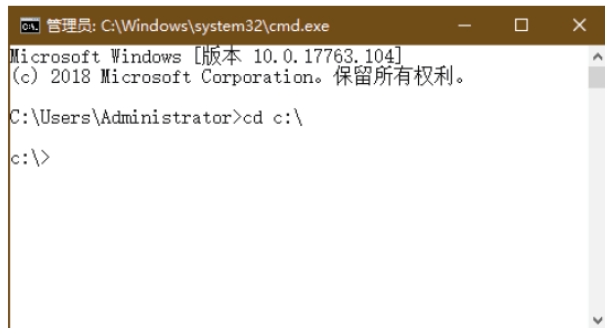 管理员: C:\Windows\system32\cmd.exe
Microsoft Windows [版本 10.0.17763.104]
(c) 2018 Microsoft Corporation。保留所有权利。
C:\Users\Administrator>cd c:\
c:\>